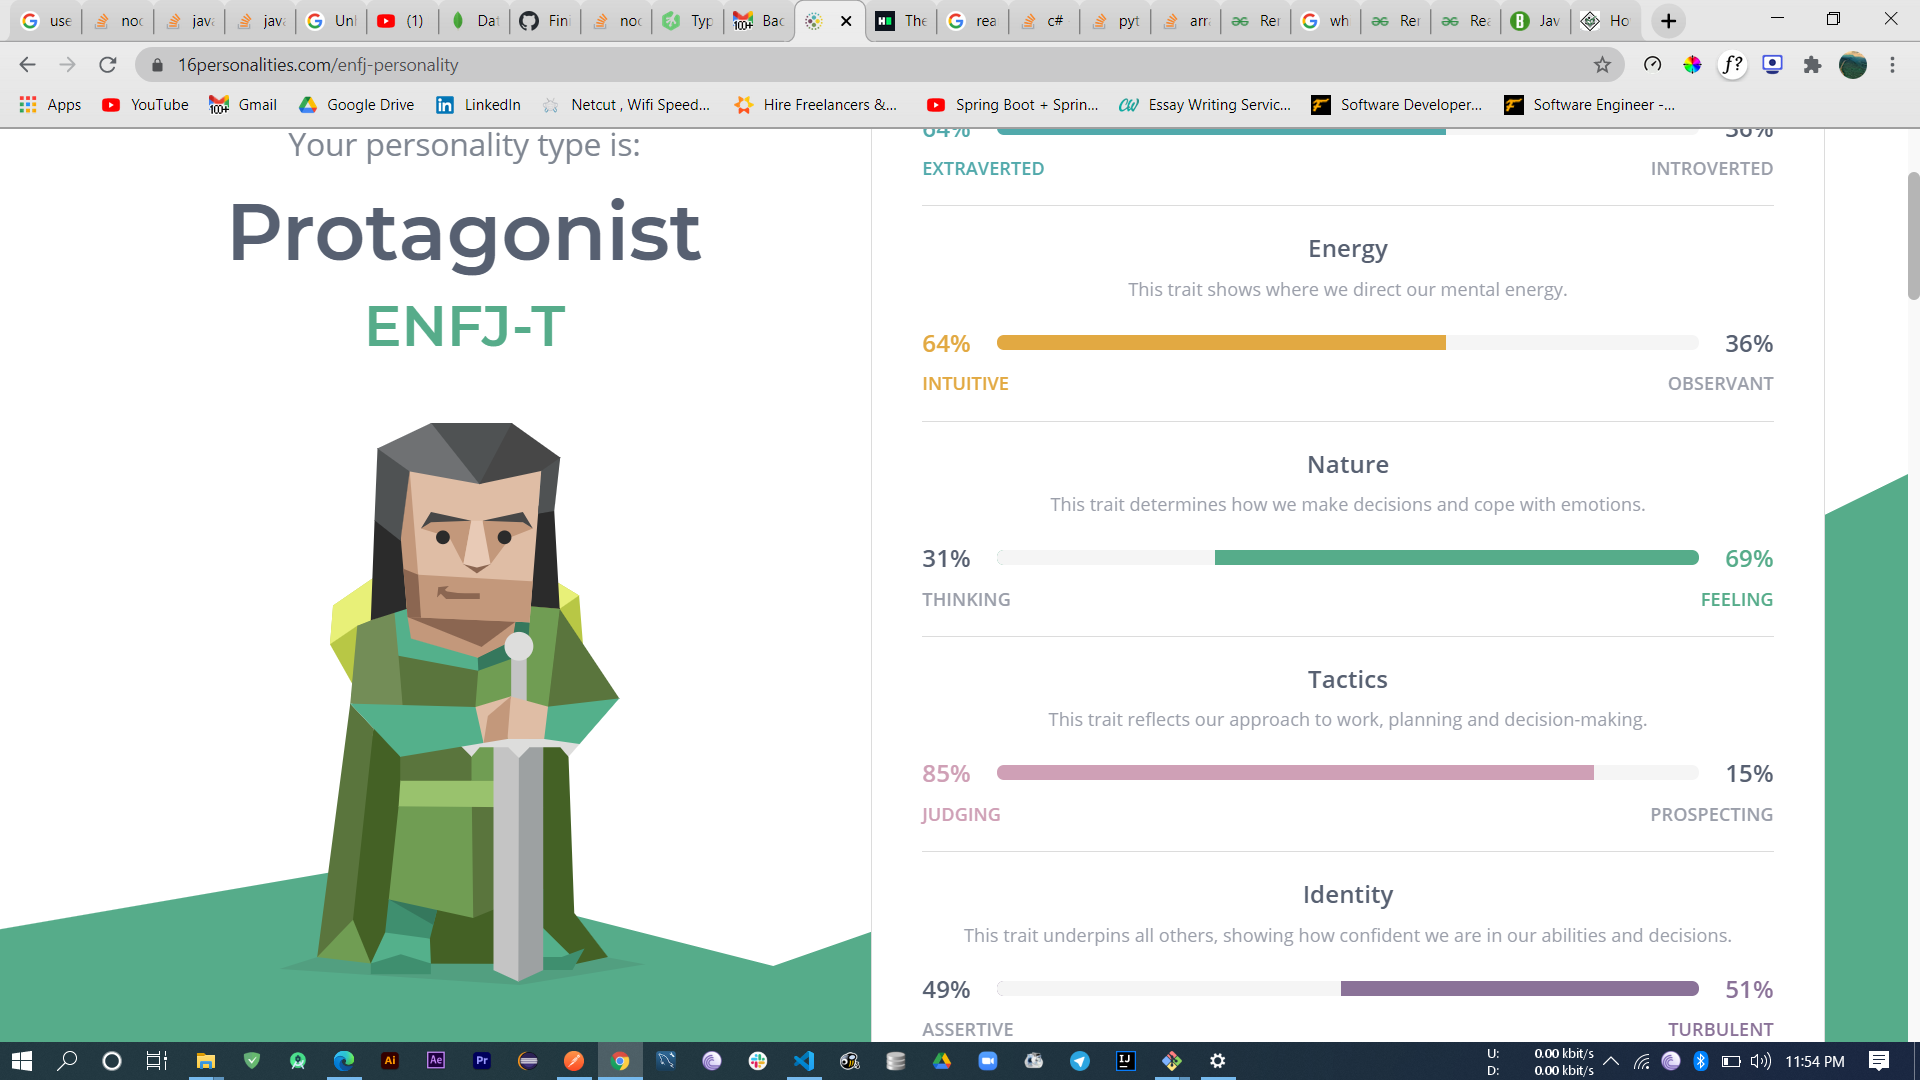 use
noc
java
java
Unl
(1)
Dat
Fini
noc
Typ
Bac
The
rea
c#
pyt
arra
Rer
wh
Rer
Rea
Jav
Ho
16personalities.com/enfj-personality
Apps
YouTube
Gmail
Google Drive
LinkedIn
Netcut , Wifi Speed...
Hire Freelancers &...
Spring Boot + Sprin...
Essay Writing Servic...
Software Developer...
Software Engineer -...
Your personality type is:
Protagonist
ENFJ-T
64% 36%
EXTRAVERTED INTROVERTED
Energy
This trait shows where we direct our mental energy.
64% 36%
INTUITIVE OBSERVANT
Nature
This trait determines how we make decisions and cope with emotions.
31% 69%
THINKING FEELING
Tactics
This trait reflects our approach to work, planning and decision-making.
85% 15%
JUDGING PROSPECTING
Identity
This trait underpins all others, showing how confident we are in our abilities and decisions.
49% 51%
ASSERTIVE TURBULENT
U: 0.00 kbit/s
D: 0.00 kbit/s
11:54 PM